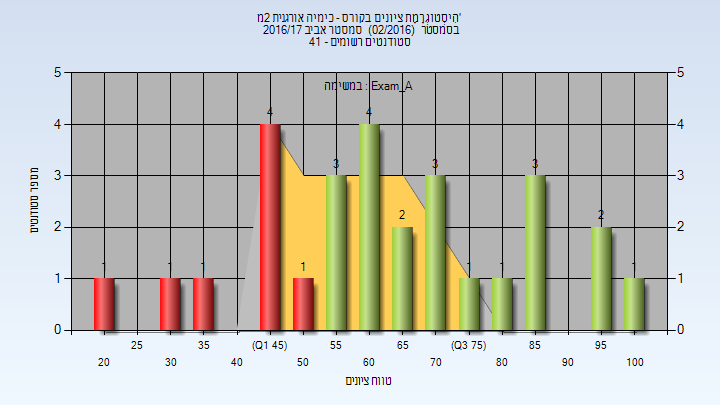 הִיסְטוֹגְרָמַת ציונים בקורס - כימיה אורגנית 2מ'
בסמסטר (02/2016) סמסטר אביב 2016/17
סטודנטים רשומים - 41
במשימה : Exam_A
מספר סטודנטים
5 5
4 4
3 3
2 2
1 1
0 0
1 1 1 4 1 3 4 2 3 1 1 3 2 1
25 35 (Q1 45) 55 65 (Q3 75) 85 95
20 30 40 50 60 70 80 90 100
טווח ציונים